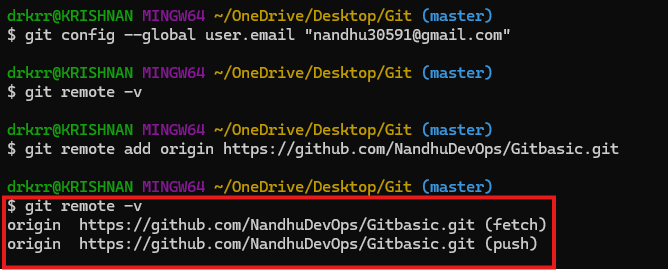 drkrr@KRISHNAN MINGW64 ~/OneDrive/Desktop/Git (master)
$ git config --global user.email "nandhu30591@gmail.com"
drkrr@KRISHNAN MINGW64 ~/OneDrive/Desktop/Git (master)
$ git remote -v
drkrr@KRISHNAN MINGW64 ~/OneDrive/Desktop/Git (master)
$ git remote add origin https://github.com/NandhuDevOps/Gitbasic.git
drkrr@KRISHNAN MINGW64 ~/OneDrive/Desktop/Git (master)
$ git remote -v
origin  https://github.com/NandhuDevOps/Gitbasic.git (fetch)
origin  https://github.com/NandhuDevOps/Gitbasic.git (push)